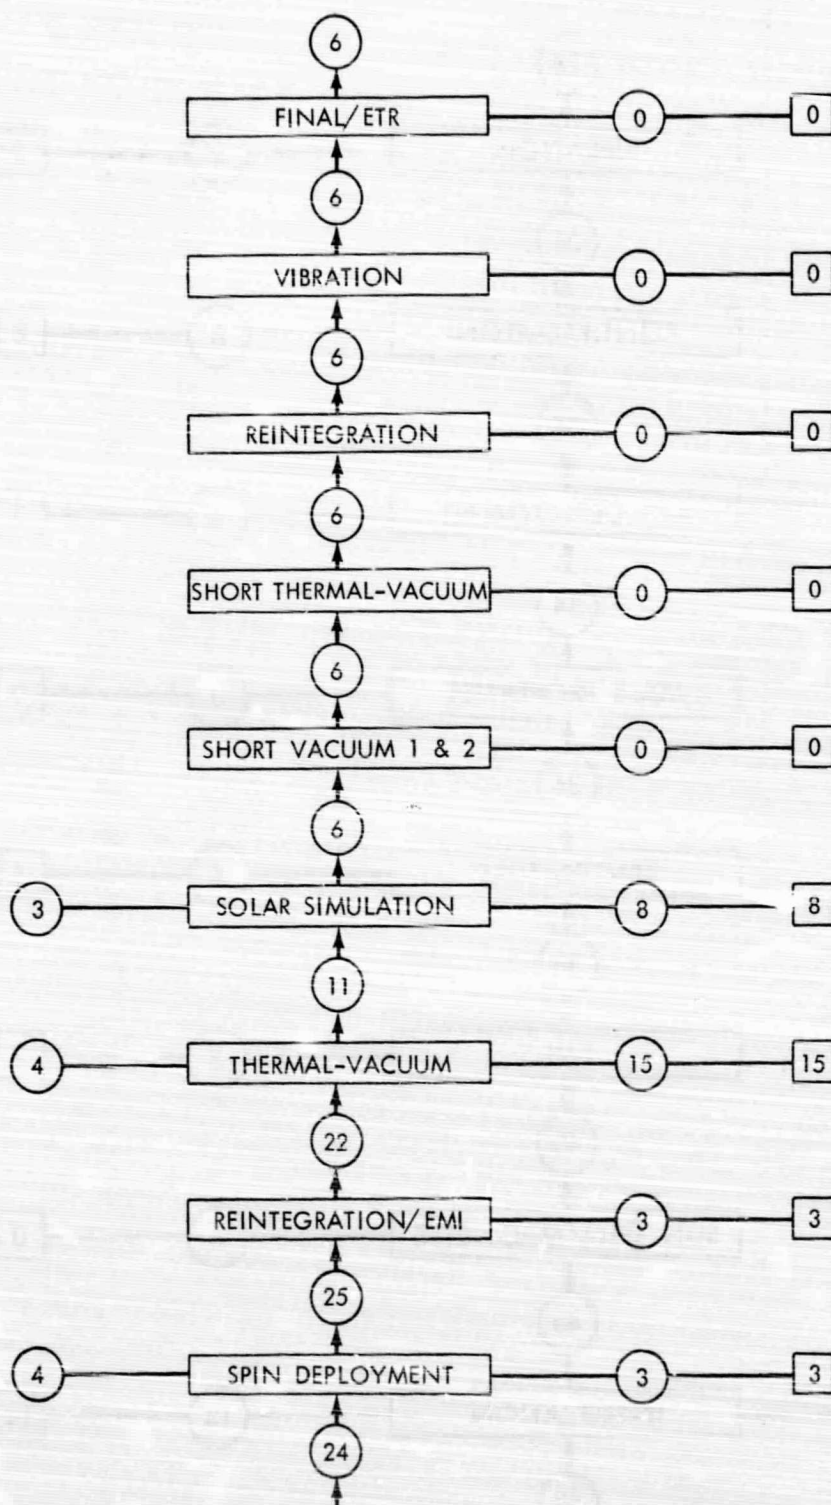 6
FINAL/ETR 0 0
6
VIBRATION 0 0
6
REINTEGRATION 0 0
6
SHORT THERMAL-VACUUM 0 0
6
SHORT VACUUM 1 & 2 0 0
6
3 SOLAR SIMULATION 8 8
11
4 THERMAL-VACUUM 15 15
22
REINTEGRATION/EMI 3 3
25
4 SPIN DEPLOYMENT 3 3
24